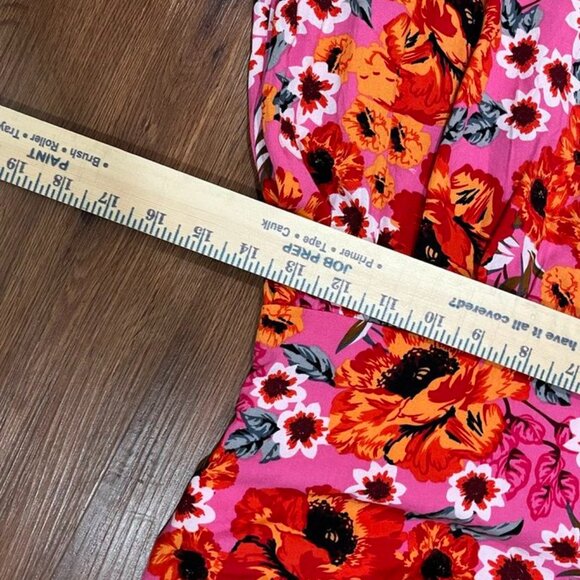 PAINT
Brush • Roller • Tray
JOB PREP
• Primer • Tape • Caulk
have it all covered?
19 18 17 16 15 14 13 12 11 10 9 8 7